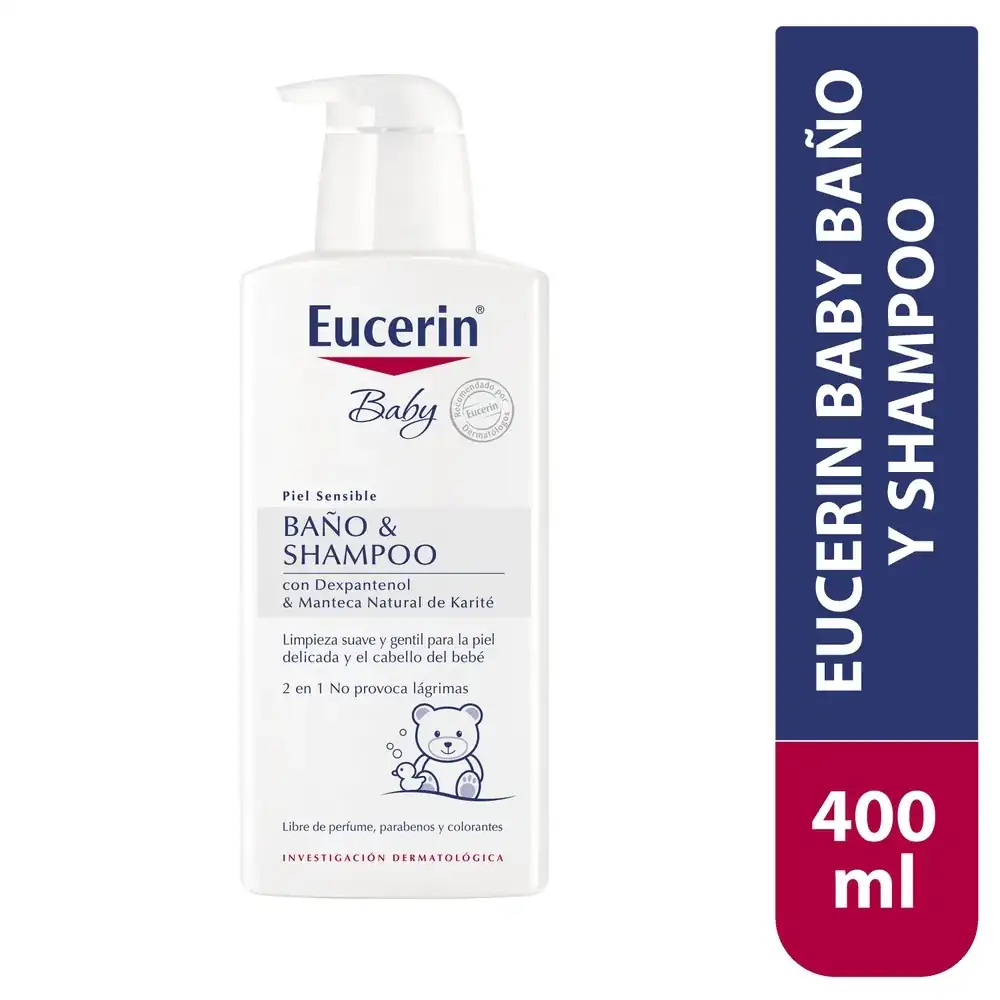 Eucerin®
Baby
Recomendado por
Eucerin
Dermatólogos
Piel Sensible
BAÑO &
SHAMPOO
con Dexpantenol
& Manteca Natural de Karité
Limpieza suave y gentil para la piel
delicada y el cabello del bebé
2 en 1 No provoca lágrimas
Libre de perfume, parabenos y colorantes
INVESTIGACIÓN DERMATOLÓGICA
EUCERIN BABY BAÑO
Y SHAMPOO
400
ml